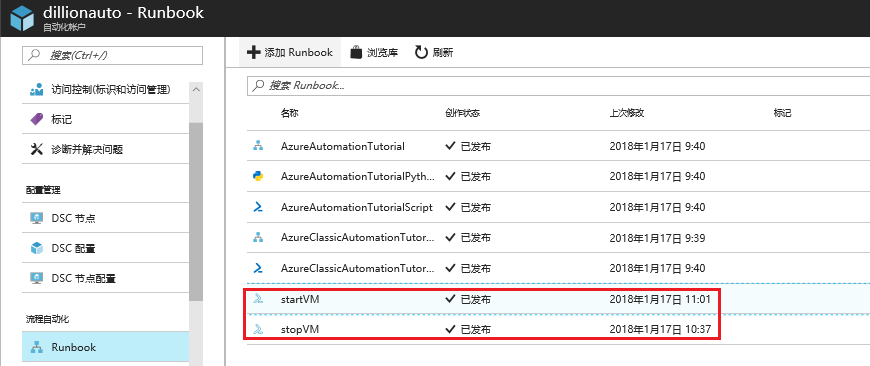 dillionauto - Runbook
自动化帐户
搜索(Ctrl+/)
访问控制(标识和访问管理)
标记
诊断并解决问题
配置管理
DSC 节点
DSC 配置
DSC 节点配置
流程自动化
Runbook
添加 Runbook 浏览库 刷新
搜索 Runbook...
名称 创作状态 上次修改 标记
AzureAutomationTutorial 已发布 2018年1月17日 9:40
AzureAutomationTutorialPyth... 已发布 2018年1月17日 9:40
AzureAutomationTutorialScript 已发布 2018年1月17日 9:40
AzureClassicAutomationTutor... 已发布 2018年1月17日 9:39
AzureClassicAutomationTutor... 已发布 2018年1月17日 9:40
startVM 已发布 2018年1月17日 11:01
stopVM 已发布 2018年1月17日 10:37